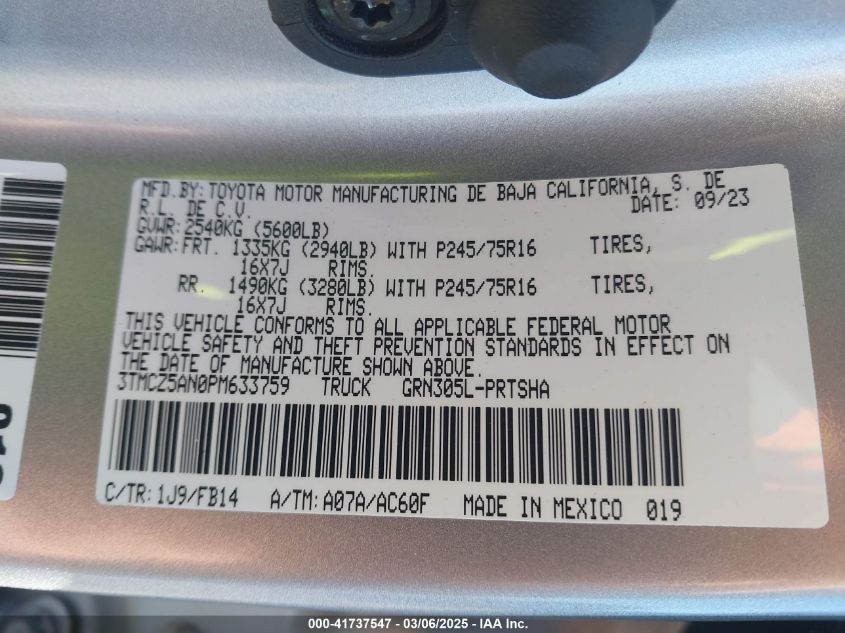 MFD.BY: TOYOTA MOTOR MANUFACTURING DE BAJA CALIFORNIA, S. DE
R.L. DE C.V. DATE: 09/23
GVWR: 2540KG (5600LB)
GAWR: FRT. 1335KG (2940LB) WITH P245/75R16 TIRES,
16X7J RIMS.
RR. 1490KG (3280LB) WITH P245/75R16 TIRES,
16X7J RIMS.
THIS VEHICLE CONFORMS TO ALL APPLICABLE FEDERAL MOTOR
VEHICLE SAFETY AND THEFT PREVENTION STANDARDS IN EFFECT ON
THE DATE OF MANUFACTURE SHOWN ABOVE.
3TMCZ5AN0PM633759 TRUCK GRN305L-PRTSHA
C/TR: 1J9/FB14 A/TM: A07A/AC60F MADE IN MEXICO 019
000-41737547 - 03/06/2025 - IAA Inc.